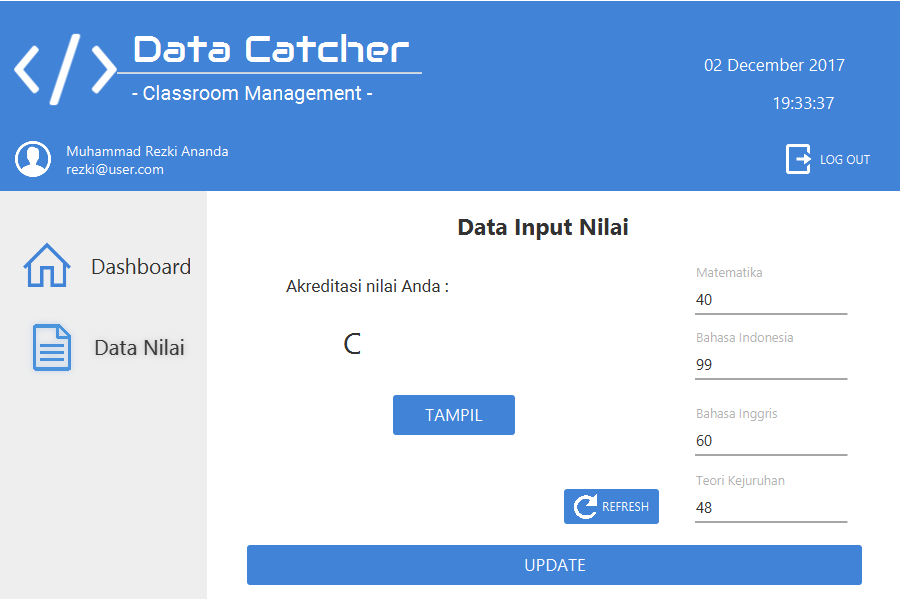 Data Catcher
- Classroom Management -
02 December 2017
19:33:37
Muhammad Rezki Ananda
rezki@user.com
LOG OUT
Dashboard
Data Nilai
Data Input Nilai
Akreditasi nilai Anda :
C
TAMPIL
Matematika
40
Bahasa Indonesia
99
Bahasa Inggris
60
Teori Kejuruhan
48
REFRESH
UPDATE